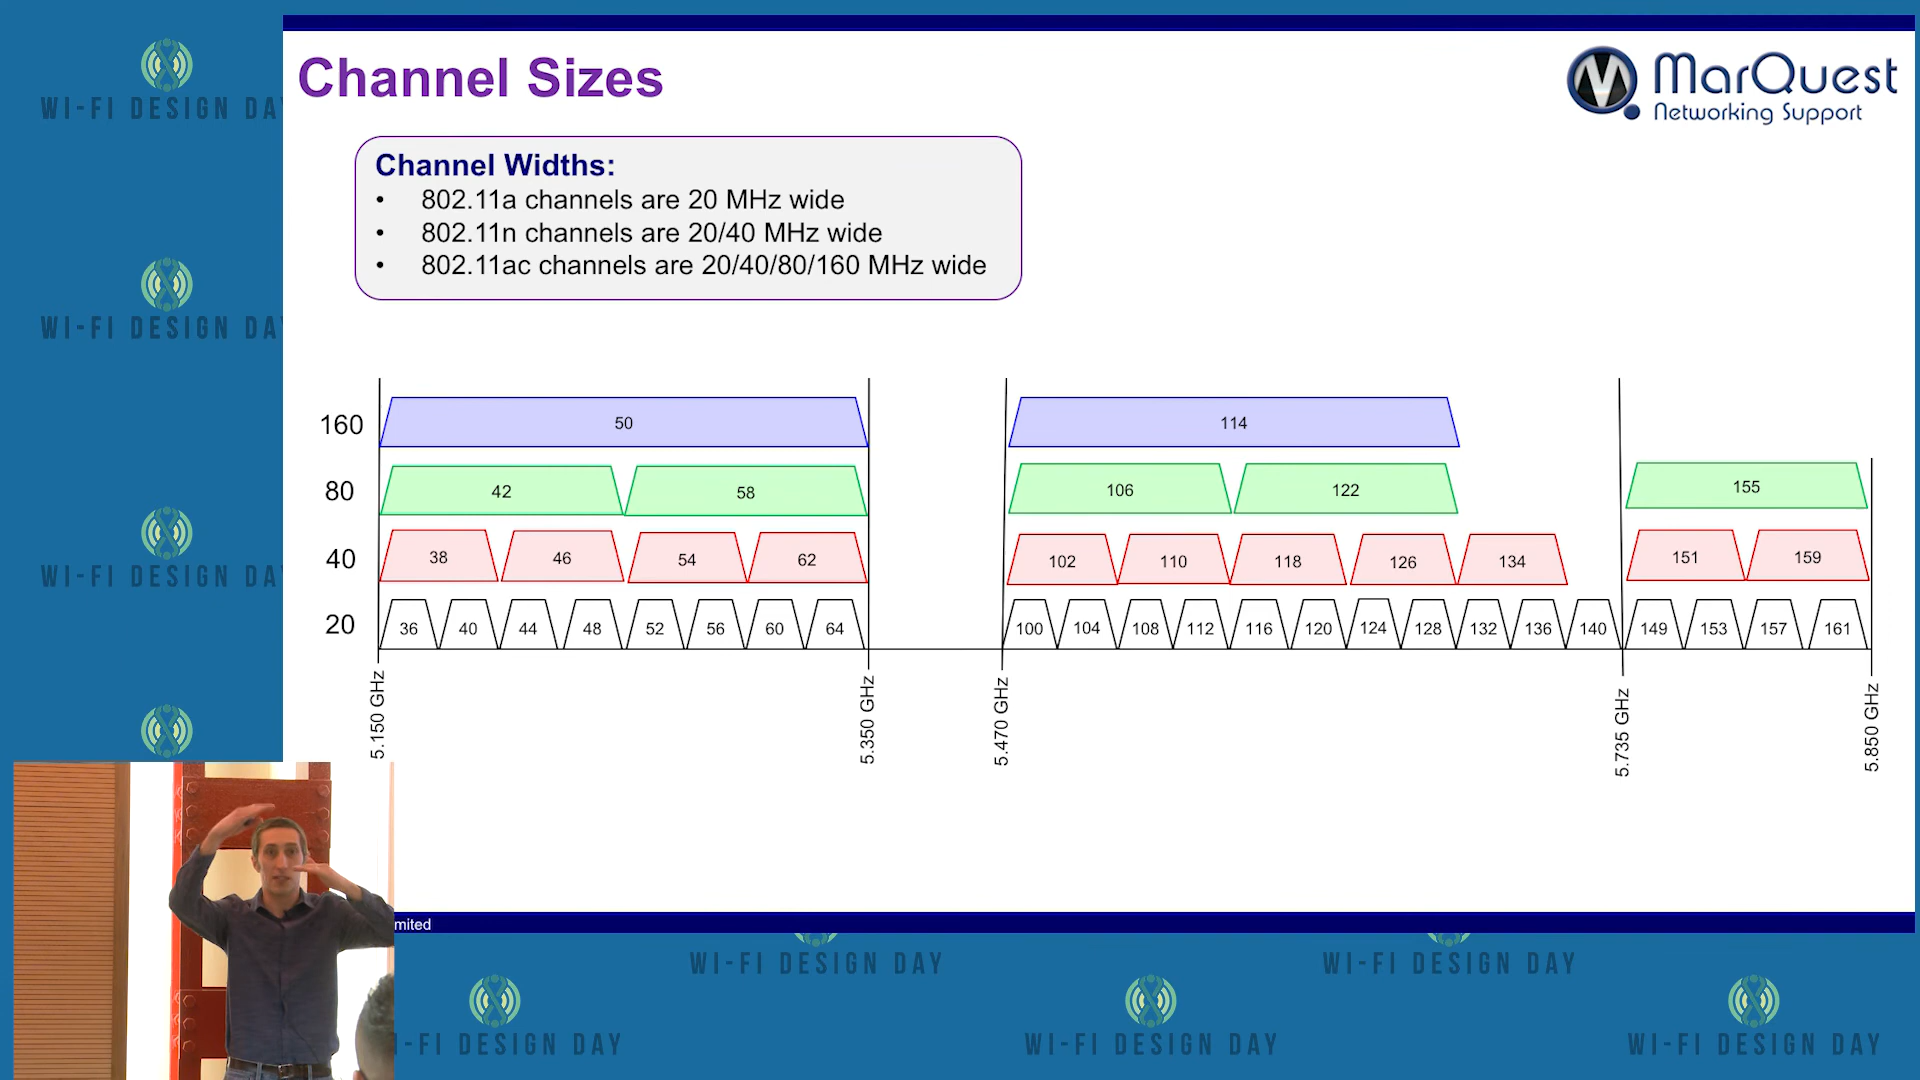 Channel Sizes
MarQuest
Networking Support
Channel Widths:
• 802.11a channels are 20 MHz wide
• 802.11n channels are 20/40 MHz wide
• 802.11ac channels are 20/40/80/160 MHz wide
160 50 114
80 42 58 106 122 155
40 38 46 54 62 102 110 118 126 134 151 159
20 36 40 44 48 52 56 60 64 100 104 108 112 116 120 124 128 132 136 140 149 153 157 161
5.150 GHz 5.350 GHz 5.470 GHz 5.735 GHz 5.850 GHz
mited
WI-FI DESIGN DA
WI-FI DESIGN DA
WI-FI DESIGN DA
WI-FI DESIGN DAY
WI-FI DESIGN DAY
I-FI DESIGN DAY
WI-FI DESIGN DAY
WI-FI DESIGN DAY